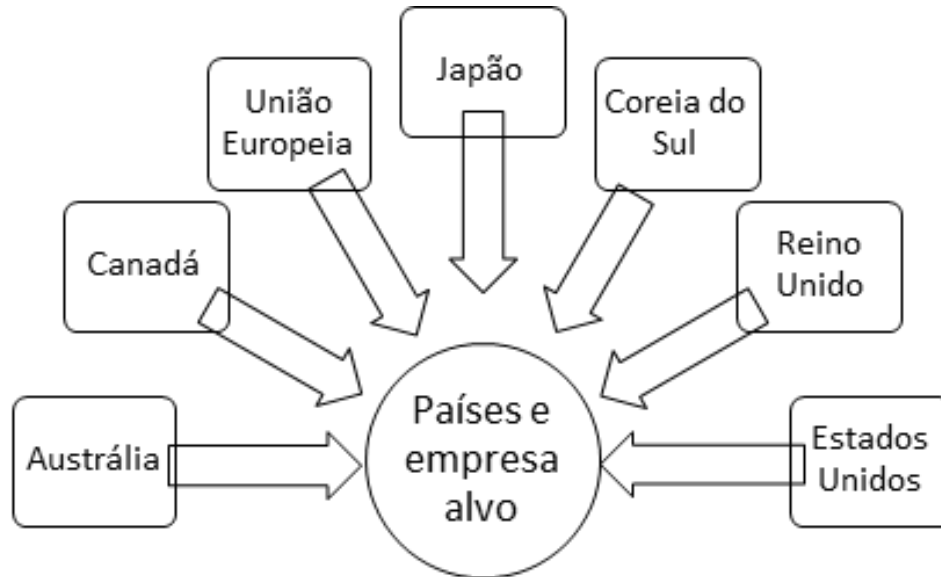 Japão
União
Europeia
Coreia do
Sul
Canadá
Reino
Unido
Austrália
Países e
empresa
alvo
Estados
Unidos